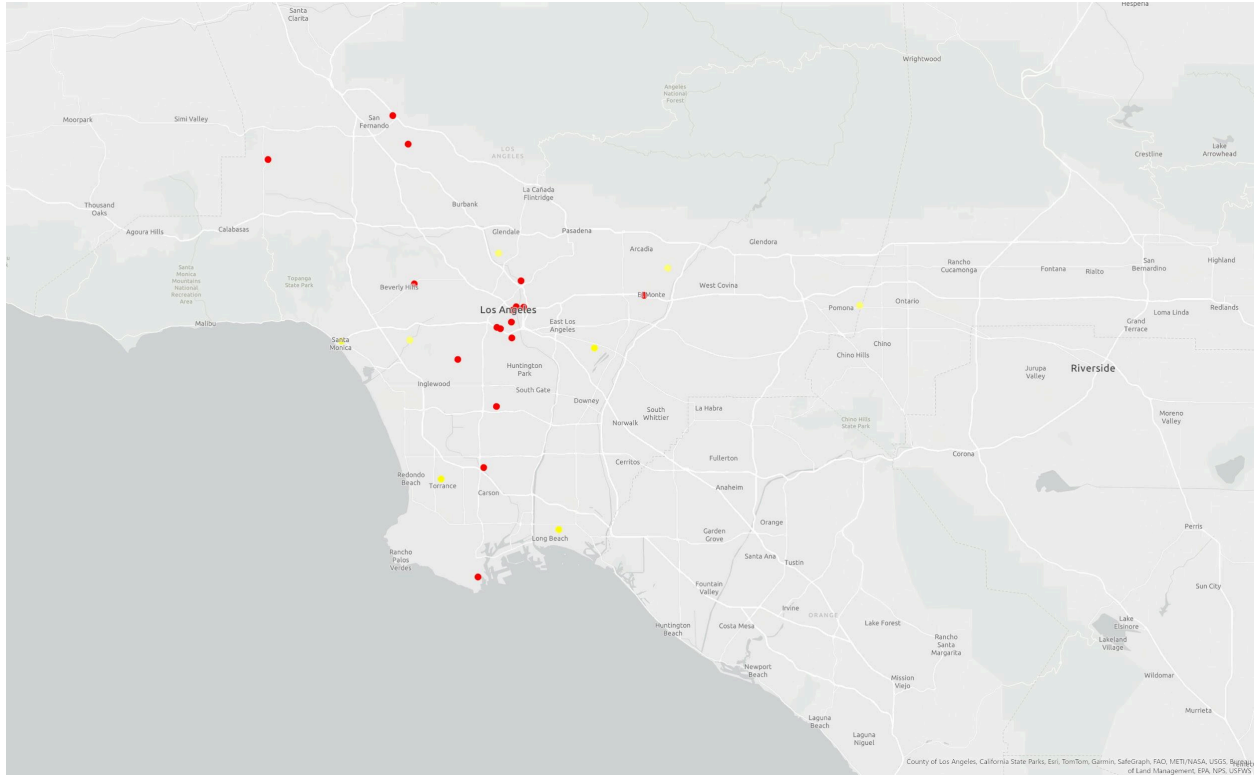 Santa
Clarita
Hesperia
Wrightwood
Angeles
National
Forest
Moorpark
Simi Valley
San
Fernando
LOS
ANGELES
Crestline
Lake
Arrowhead
La Cañada
Flintridge
Thousand
Oaks
Burbank
Agoura Hills
Calabasas
Glendale
Pasadena
Arcadia
Glendora
Rancho
Cucamonga
Fontana
Rialto
San
Bernardino
Highland
Santa
Monica
Mountains
National
Recreation
Area
Topanga
State Park
Beverly Hills
El Monte
West Covina
Pomona
Ontario
Loma Linda
Redlands
Malibu
Los Angeles
East Los
Angeles
Grand
Terrace
Santa
Monica
Chino
Chino Hills
Huntington
Park
Jurupa
Valley
Riverside
Inglewood
South Gate
Downey
South
Whittier
La Habra
Chino Hills
State Park
Moreno
Valley
Norwalk
Redondo
Beach
Torrance
Carson
Cerritos
Fullerton
Corona
Anaheim
Long Beach
Garden
Grove
Orange
Perris
Rancho
Palos
Verdes
Santa Ana
Tustin
Fountain
Valley
Sun City
Irvine
ORANGE
Huntington
Beach
Costa Mesa
Lake Forest
Rancho
Santa
Margarita
Lake
Elsinore
Lakeland
Village
Newport
Beach
Mission
Viejo
Wildomar
Laguna
Beach
Murrieta
Laguna
Niguel
County of Los Angeles, California State Parks, Esri, TomTom, Garmin, SafeGraph, FAO, METI/NASA, USGS, Bureau
of Land Management, EPA, NPS, USFWS